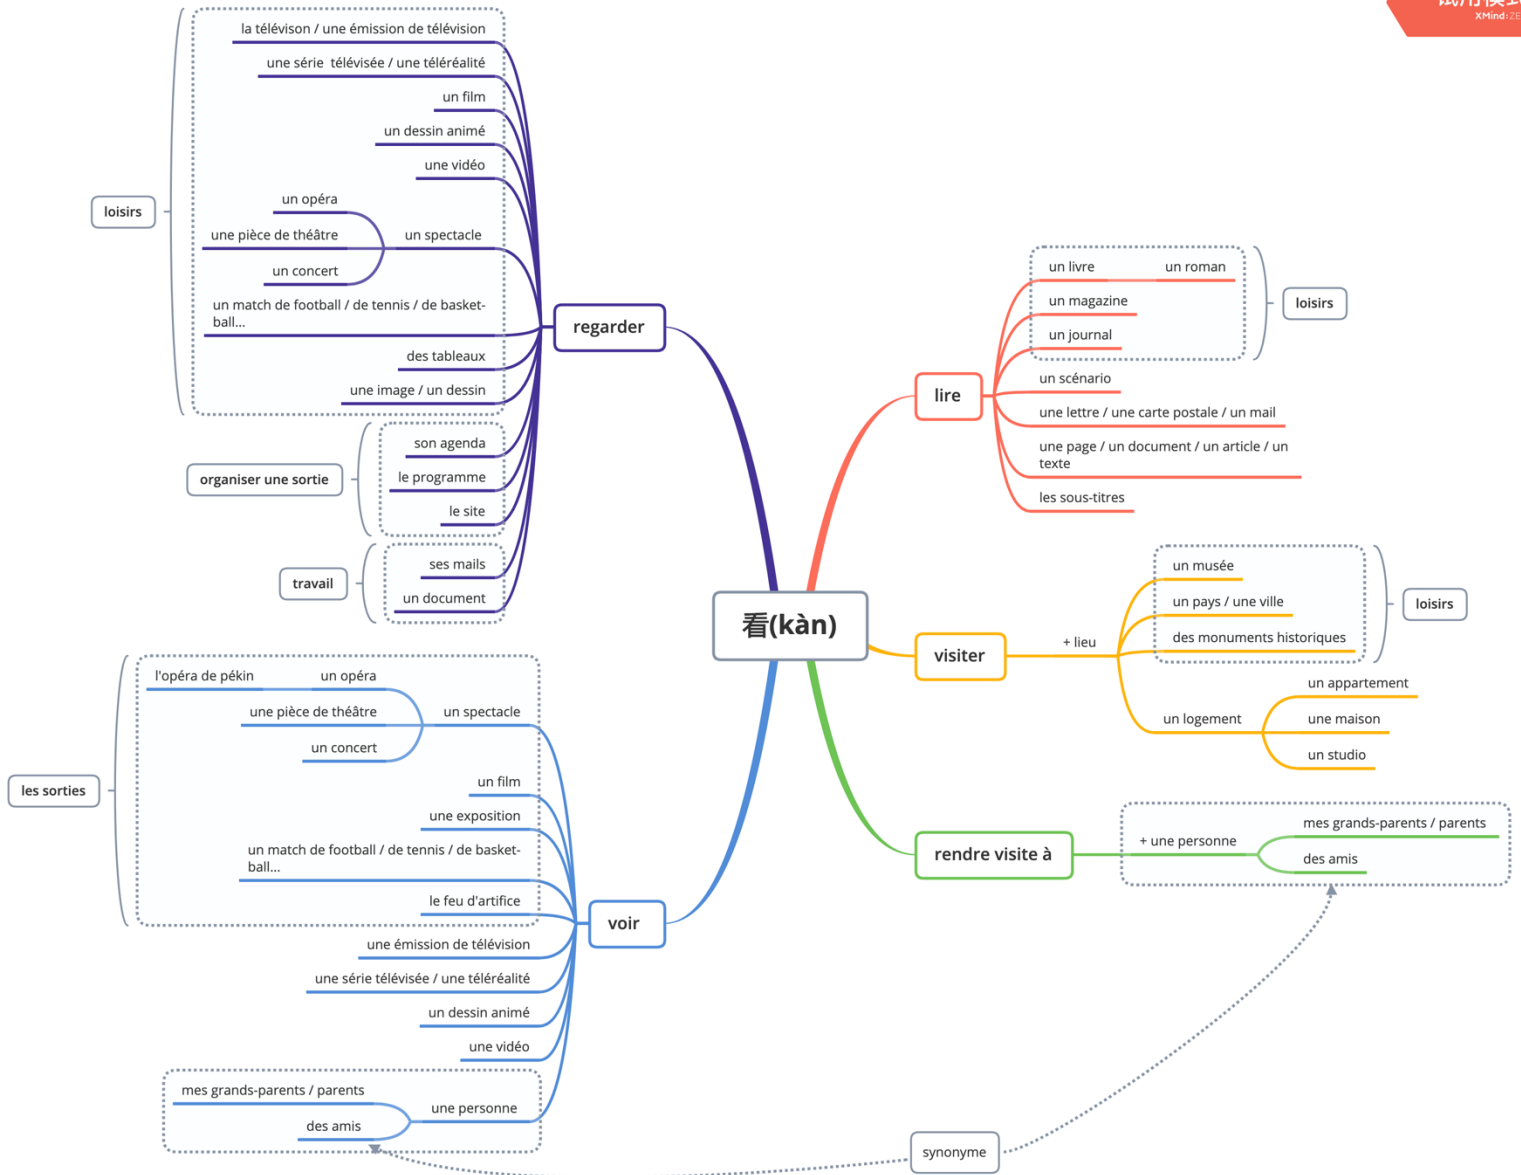 试用模式
XMind:ZE
la télévison / une émission de télévision
une série  télévisée / une téléréalité
un film
un dessin animé
une vidéo
un opéra
une pièce de théâtre
un concert
un spectacle
un match de football / de tennis / de basket-
ball...
des tableaux
une image / un dessin
loisirs
son agenda
le programme
le site
organiser une sortie
ses mails
un document
travail
regarder
un livre
un roman
un magazine
un journal
loisirs
un scénario
une lettre / une carte postale / un mail
une page / un document / un article / un
texte
les sous-titres
lire
看(kàn)
visiter
+ lieu
un musée
un pays / une ville
des monuments historiques
loisirs
un logement
un appartement
une maison
un studio
rendre visite à
+ une personne
mes grands-parents / parents
des amis
l'opéra de pékin
un opéra
une pièce de théâtre
un concert
un spectacle
un film
une exposition
un match de football / de tennis / de basket-
ball...
le feu d'artifice
les sorties
voir
une émission de télévision
une série télévisée / une téléréalité
un dessin animé
une vidéo
mes grands-parents / parents
des amis
une personne
synonyme